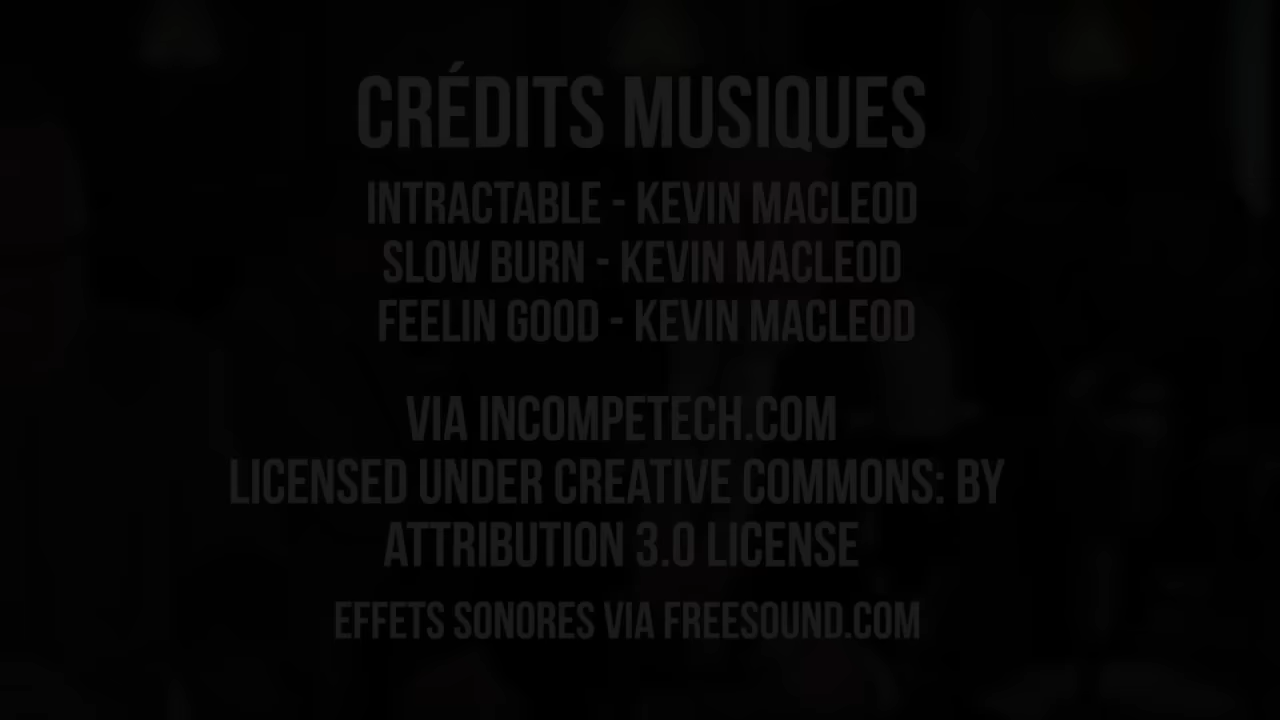 CRÉDITS MUSIQUES
INTRACTABLE - KEVIN MACLEOD
SLOW BURN - KEVIN MACLEOD
FEELIN GOOD - KEVIN MACLEOD
VIA INCOMPETECH.COM
LICENSED UNDER CREATIVE COMMONS: BY
ATTRIBUTION 3.0 LICENSE
EFFETS SONORES VIA FREESOUND.COM